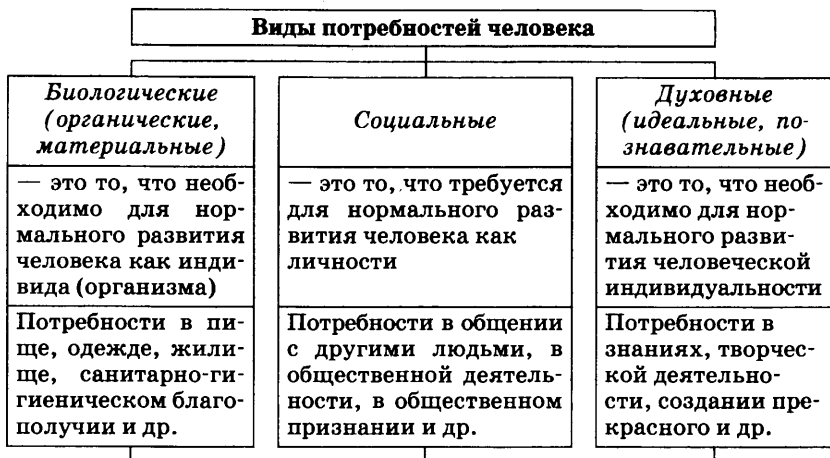 Виды потребностей человека
Биологические
(органические,
материальные)
— это то, что необ-
ходимо для нор-
мального развития
человека как инди-
вида (организма)
Потребности в пи-
ще, одежде, жили-
ще, санитарно-ги-
гиеническом благо-
получии и др.
Социальные
— это то, что требуется
для нормального раз-
вития человека как
личности
Потребности в общении
с другими людьми, в
общественной деятель-
ности, в общественном
признании и др.
Духовные
(идеальные, по-
знавательные)
— это то, что необ-
ходимо для нор-
мального разви-
тия человеческой
индивидуальности
Потребности в
знаниях, творчес-
кой деятельно-
сти, создании пре-
красного и др.